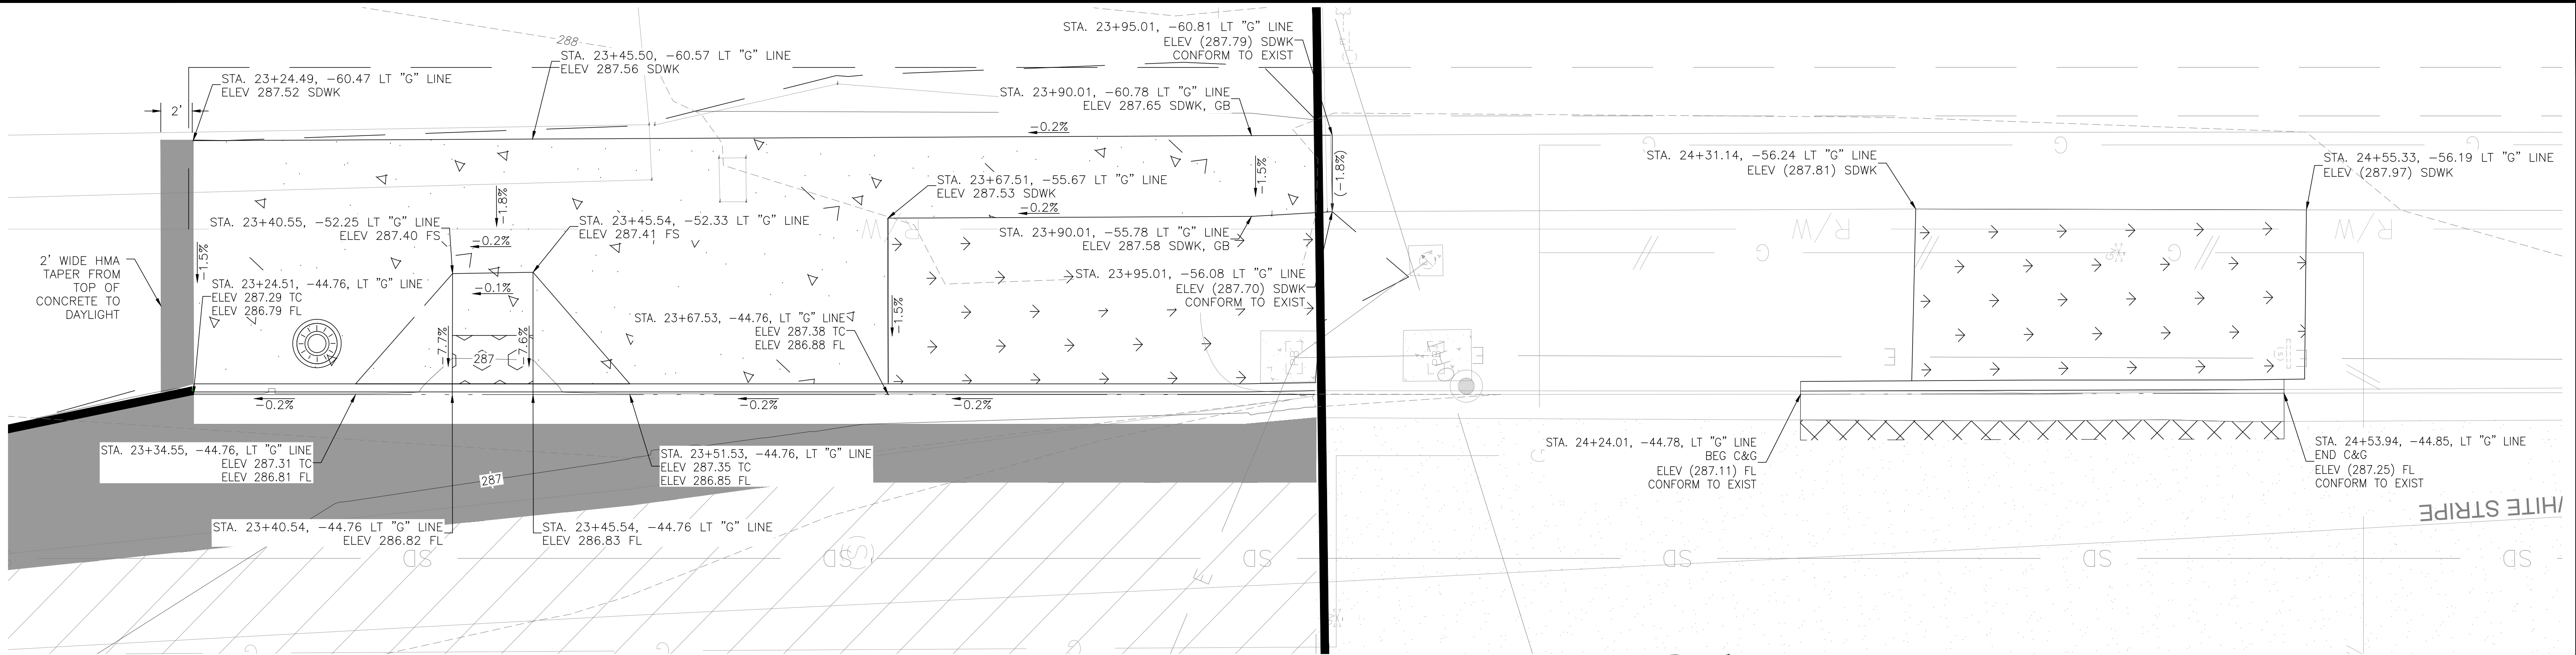 288
STA. 23+24.49, −60.47 LT "G" LINE
ELEV 287.52 SDWK
2'
STA. 23+45.50, −60.57 LT "G" LINE
ELEV 287.56 SDWK
STA. 23+95.01, −60.81 LT "G" LINE
ELEV (287.79) SDWK
CONFORM TO EXIST
STA. 23+90.01, −60.78 LT "G" LINE
ELEV 287.65 SDWK, GB
−0.2%
−1.5%
(−1.8%)
STA. 23+67.51, −55.67 LT "G" LINE
ELEV 287.53 SDWK
−0.2%
STA. 23+90.01, −55.78 LT "G" LINE
ELEV 287.58 SDWK, GB
STA. 23+95.01, −56.08 LT "G" LINE
ELEV (287.70) SDWK
CONFORM TO EXIST
−1.8%
STA. 23+40.55, −52.25 LT "G" LINE
ELEV 287.40 FS
STA. 23+45.54, −52.33 LT "G" LINE
ELEV 287.41 FS
−0.2%
−0.1%
−1.5%
2' WIDE HMA
TAPER FROM
TOP OF
CONCRETE TO
DAYLIGHT
STA. 23+24.51, −44.76, LT "G" LINE
ELEV 287.29 TC
ELEV 286.79 FL
−7.7%
287
−7.6%
STA. 23+67.53, −44.76, LT "G" LINE
ELEV 287.38 TC
ELEV 286.88 FL
−1.5%
−0.2%
−0.2%
−0.2%
STA. 23+34.55, −44.76, LT "G" LINE
ELEV 287.31 TC
ELEV 286.81 FL
STA. 23+51.53, −44.76, LT "G" LINE
ELEV 287.35 TC
ELEV 286.85 FL
287
STA. 23+40.54, −44.76 LT "G" LINE
ELEV 286.82 FL
STA. 23+45.54, −44.76 LT "G" LINE
ELEV 286.83 FL
STA. 24+31.14, −56.24 LT "G" LINE
ELEV (287.81) SDWK
STA. 24+55.33, −56.19 LT "G" LINE
ELEV (287.97) SDWK
R/W
R/W
R/W
G
G
G
G
E
E
E
STA. 24+24.01, −44.78, LT "G" LINE
BEG C&G
ELEV (287.11) FL
CONFORM TO EXIST
STA. 24+53.94, −44.85, LT "G" LINE
END C&G
ELEV (287.25) FL
CONFORM TO EXIST
WHITE STRIPE
SD
SD
(S)
SD
SD
SD
SD